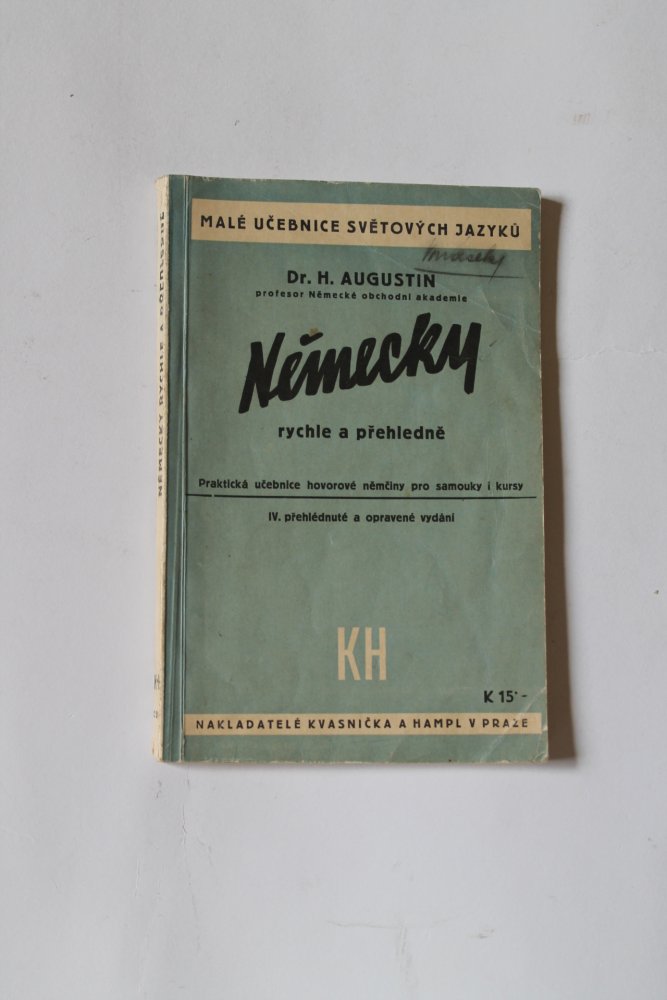 MALÉ UČEBNICE SVĚTOVÝCH JAZYKŮ
Dr. H. AUGUSTIN
profesor Německé obchodní akademie
Německy
rychle a přehledně
Praktická učebnice hovorové němčiny pro samouky i kursy
IV. přehlédnuté a opravené vydání
KH
K 15·-
NAKLADATELÉ KVASNIČKA A HAMPL V PRAZE
NĚMECKY RYCHLE A PŘEHLEDNĚ
KH